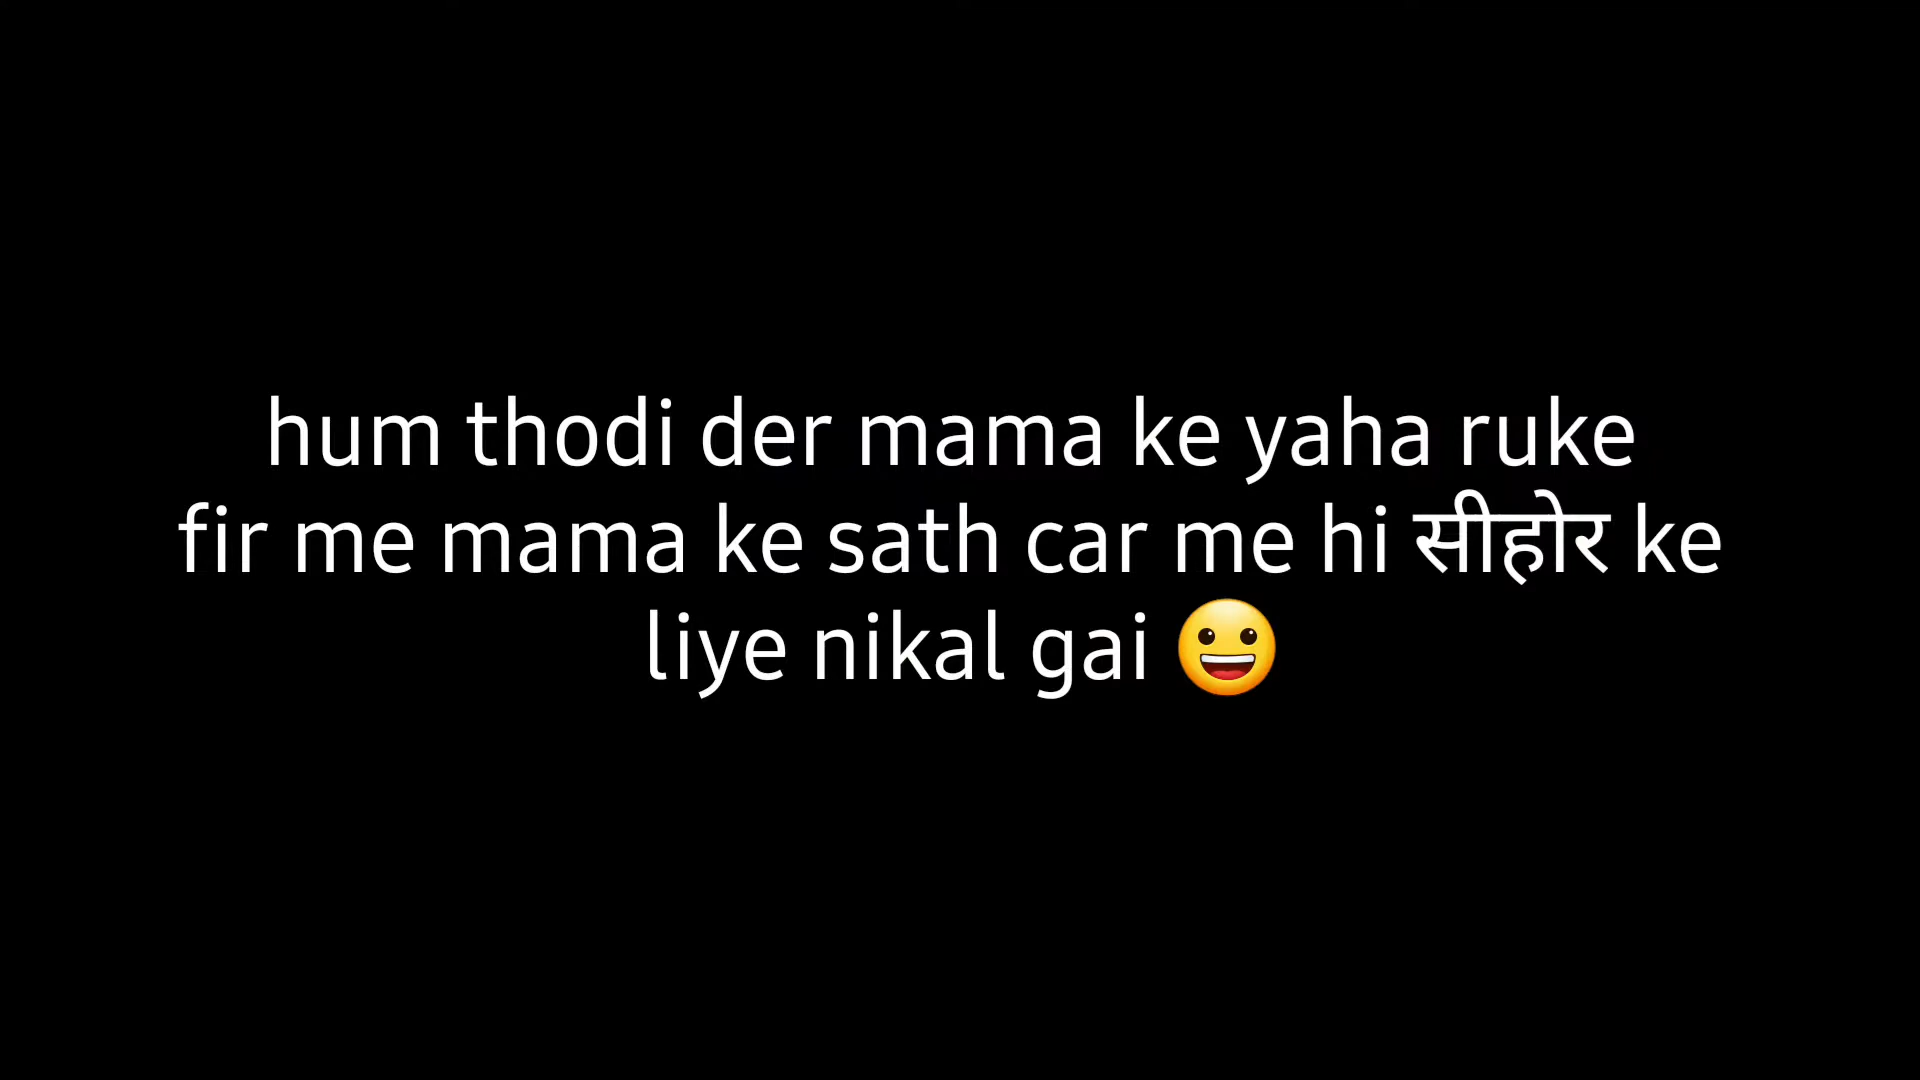 hum thodi der mama ke yaha ruke
fir me mama ke sath car me hi सीहोर ke
liye nikal gai 😀